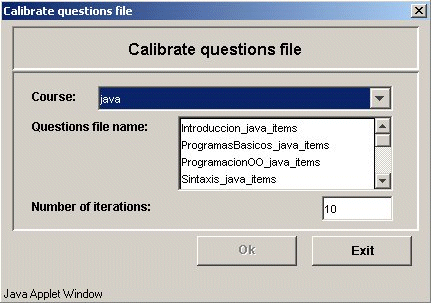 Calibrate questions file
Calibrate questions file
Course: java
Questions file name: Introduccion_java_items
ProgramasBasicos_java_items
ProgramacionOO_java_items
Sintaxis_java_items
Number of iterations: 10
Ok Exit
Java Applet Window